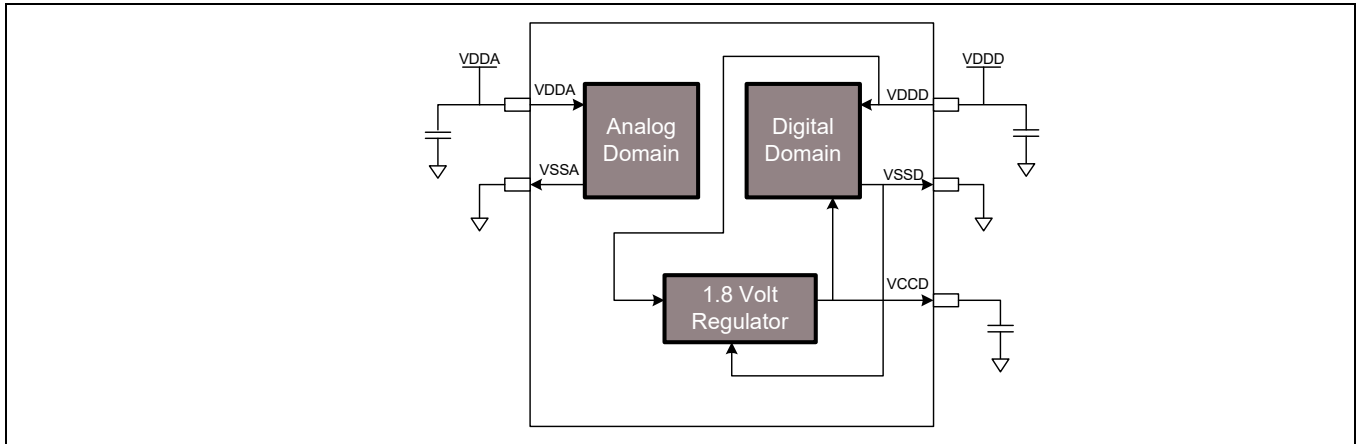 VDDA
VDDD
VDDA
VDDD
Analog
Domain
Digital
Domain
VSSA
VSSD
1.8 Volt
Regulator
VCCD